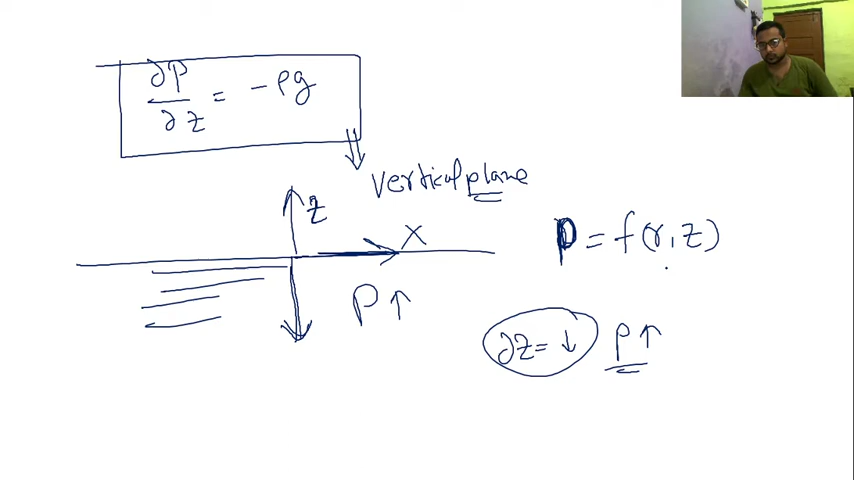 ∂P/∂z = -ρg
Vertical plane
z
X
P = f(r, z)
P↑
∂z = ↓ P↑